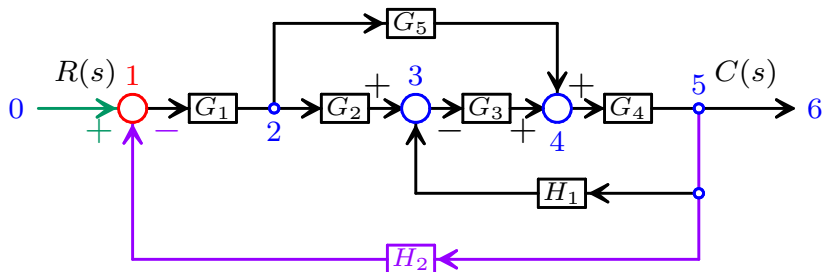 G₅
R(s) 1 3 5 C(s)
+ +
0 G₁ G₂ G₃ G₄ 6
+ − 2 − + 4
H₁
H₂